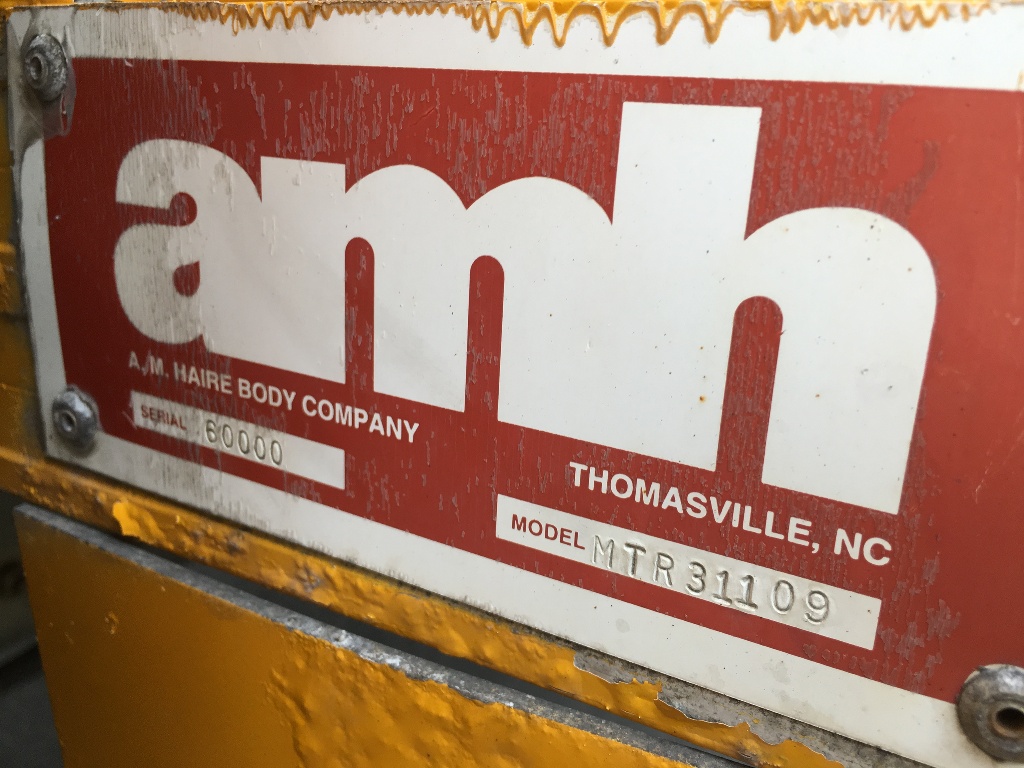 amh
A. M. HAIRE BODY COMPANY
SERIAL 60000
THOMASVILLE, NC
MODEL MTR31109